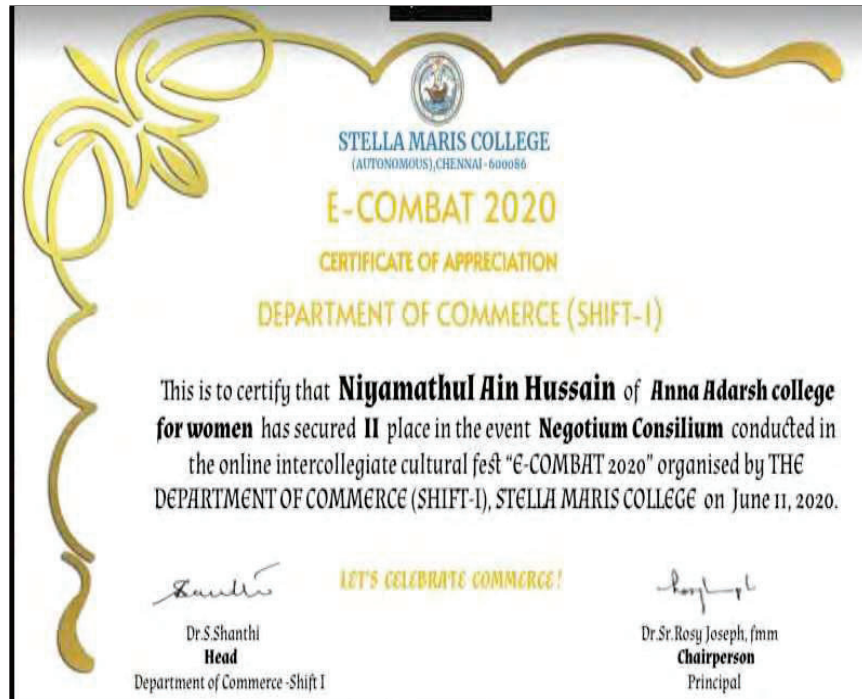 STELLA MARIS COLLEGE
(AUTONOMOUS),CHENNAI-600086
E-COMBAT 2020
CERTIFICATE OF APPRECIATION
DEPARTMENT OF COMMERCE (SHIFT-I)
This is to certify that Niyamathul Ain Hussain of Anna Adarsh college
for women has secured II place in the event Negotium Consilium conducted in
the online intercollegiate cultural fest "E-COMBAT 2020" organised by THE
DEPARTMENT OF COMMERCE (SHIFT-I), STELLA MARIS COLLEGE on June 11, 2020.
LET'S CELEBRATE COMMERCE!
Dr.S.Shanthi
Head
Department of Commerce -Shift I
Dr.Sr.Rosy Joseph, fmm
Chairperson
Principal